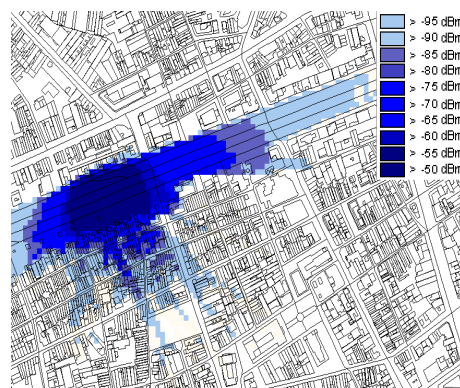 > -95 dBm
> -90 dBm
> -85 dBm
> -80 dBm
> -75 dBm
> -70 dBm
> -65 dBm
> -60 dBm
> -55 dBm
> -50 dBm